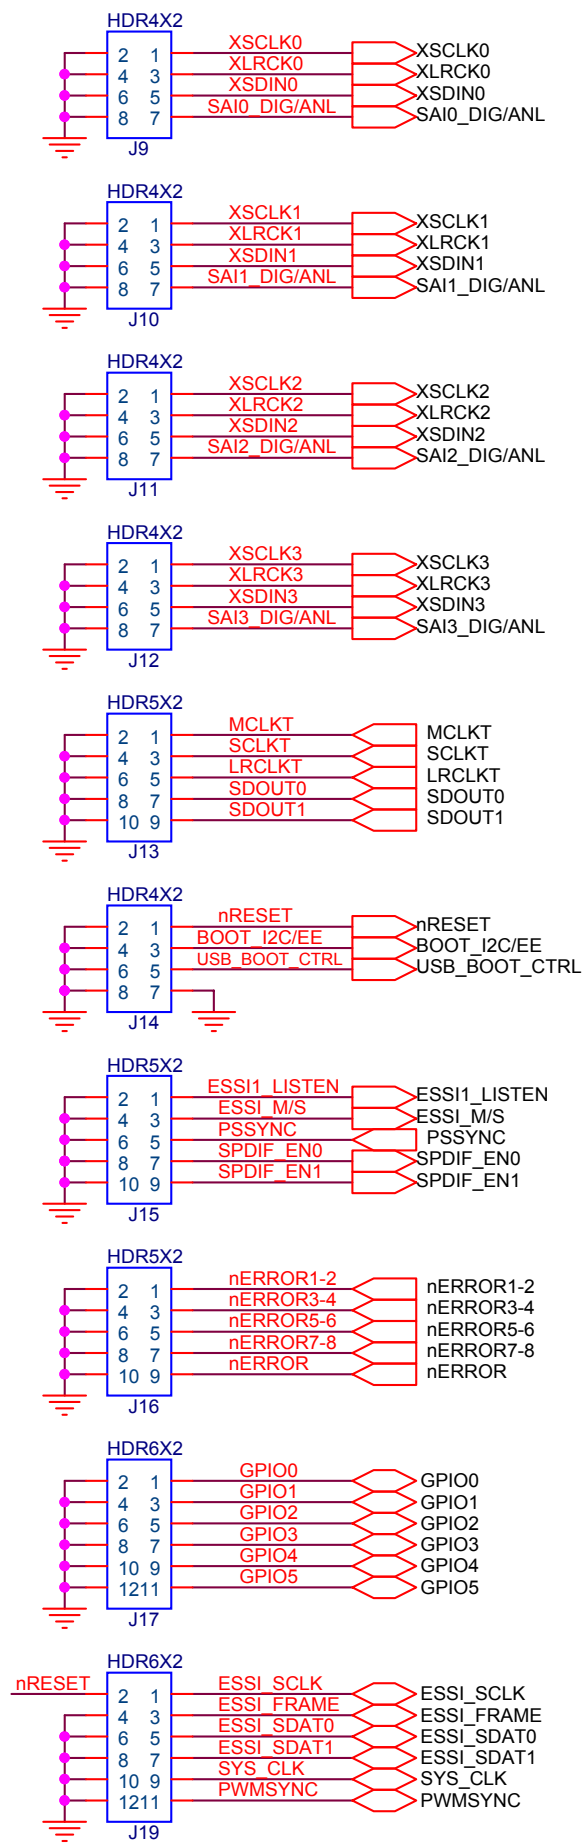 HDR4X2
2 1 XSCLK0 XSCLK0
4 3 XLRCK0 XLRCK0
6 5 XSDIN0 XSDIN0
8 7 SAI0_DIG/ANL SAI0_DIG/ANL
J9
HDR4X2
2 1 XSCLK1 XSCLK1
4 3 XLRCK1 XLRCK1
6 5 XSDIN1 XSDIN1
8 7 SAI1_DIG/ANL SAI1_DIG/ANL
J10
HDR4X2
2 1 XSCLK2 XSCLK2
4 3 XLRCK2 XLRCK2
6 5 XSDIN2 XSDIN2
8 7 SAI2_DIG/ANL SAI2_DIG/ANL
J11
HDR4X2
2 1 XSCLK3 XSCLK3
4 3 XLRCK3 XLRCK3
6 5 XSDIN3 XSDIN3
8 7 SAI3_DIG/ANL SAI3_DIG/ANL
J12
HDR5X2
2 1 MCLKT MCLKT
4 3 SCLKT SCLKT
6 5 LRCLKT LRCLKT
8 7 SDOUT0 SDOUT0
10 9 SDOUT1 SDOUT1
J13
HDR4X2
2 1 nRESET nRESET
4 3 BOOT_I2C/EE BOOT_I2C/EE
6 5 USB_BOOT_CTRL USB_BOOT_CTRL
8 7
J14
HDR5X2
2 1 ESSI1_LISTEN ESSI1_LISTEN
4 3 ESSI_M/S ESSI_M/S
6 5 PSSYNC PSSYNC
8 7 SPDIF_EN0 SPDIF_EN0
10 9 SPDIF_EN1 SPDIF_EN1
J15
HDR5X2
2 1 nERROR1-2 nERROR1-2
4 3 nERROR3-4 nERROR3-4
6 5 nERROR5-6 nERROR5-6
8 7 nERROR7-8 nERROR7-8
10 9 nERROR nERROR
J16
HDR6X2
2 1 GPIO0 GPIO0
4 3 GPIO1 GPIO1
6 5 GPIO2 GPIO2
8 7 GPIO3 GPIO3
10 9 GPIO4 GPIO4
12 11 GPIO5 GPIO5
J17
HDR6X2
nRESET 2 1 ESSI_SCLK ESSI_SCLK
4 3 ESSI_FRAME ESSI_FRAME
6 5 ESSI_SDAT0 ESSI_SDAT0
8 7 ESSI_SDAT1 ESSI_SDAT1
10 9 SYS_CLK SYS_CLK
12 11 PWMSYNC PWMSYNC
J19